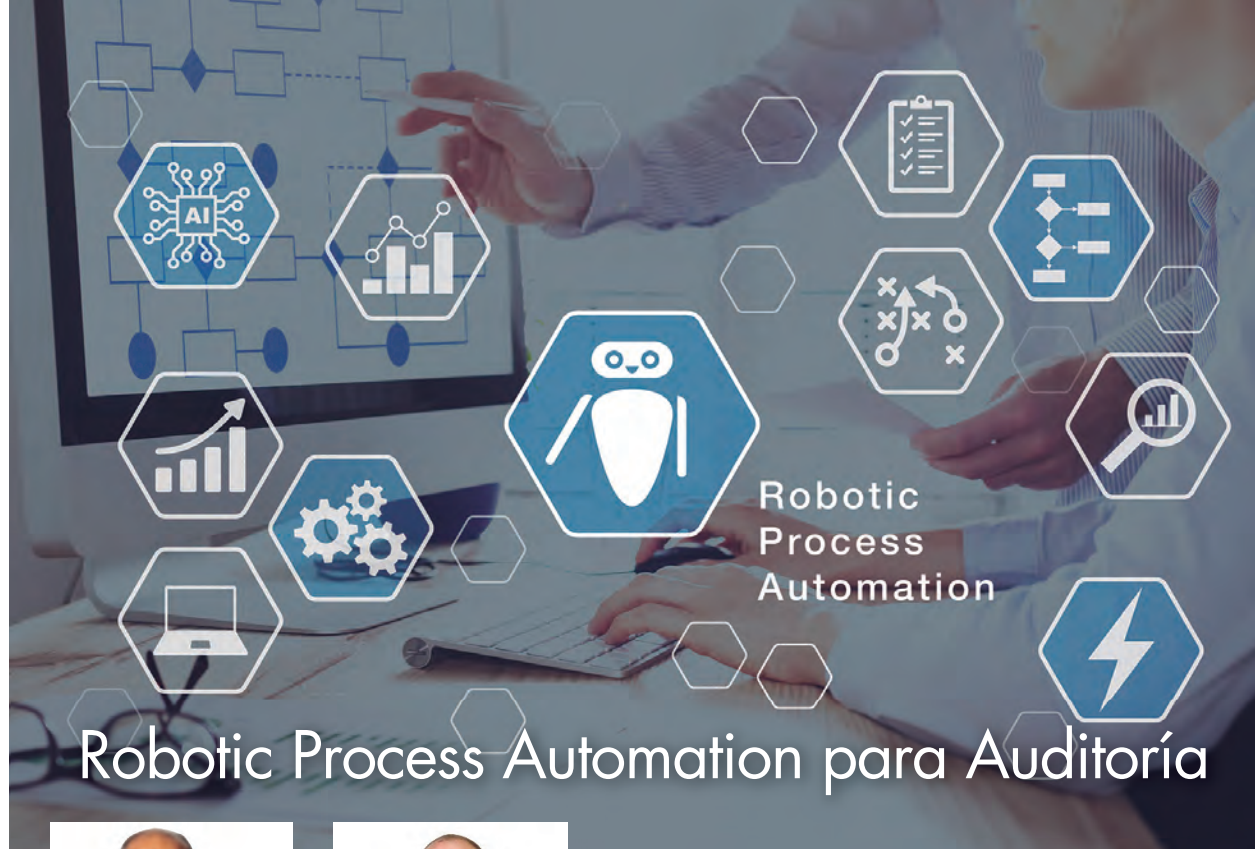 AI
Robotic
Process
Automation
Robotic Process Automation para Auditoría